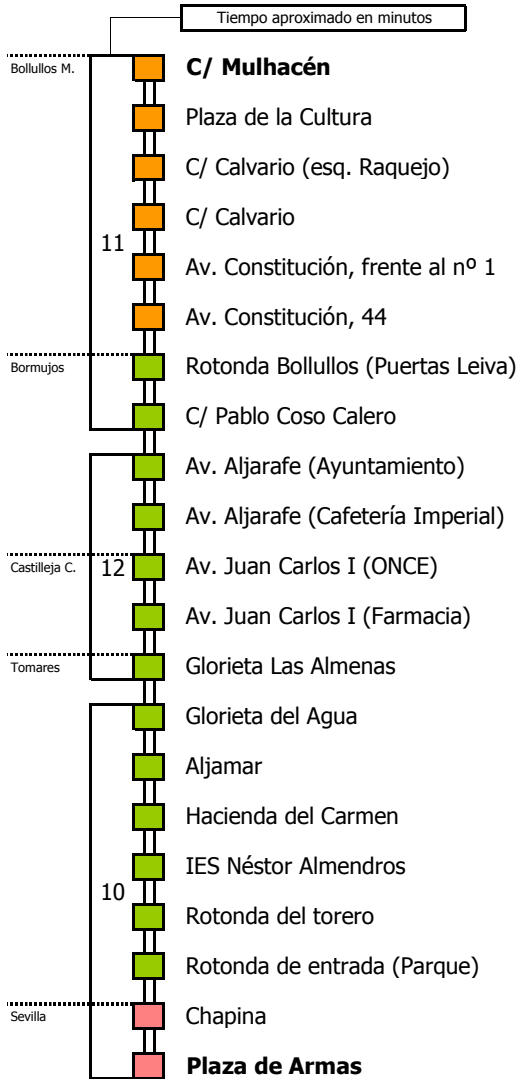 Tiempo aproximado en minutos
Bollullos M.
C/ Mulhacén
Plaza de la Cultura
C/ Calvario (esq. Raquejo)
C/ Calvario
11
Av. Constitución, frente al nº 1
Av. Constitución, 44
Bormujos
Rotonda Bollullos (Puertas Leiva)
C/ Pablo Coso Calero
Av. Aljarafe (Ayuntamiento)
Av. Aljarafe (Cafetería Imperial)
Castilleja C.
12
Av. Juan Carlos I (ONCE)
Av. Juan Carlos I (Farmacia)
Tomares
Glorieta Las Almenas
Glorieta del Agua
Aljamar
Hacienda del Carmen
IES Néstor Almendros
10
Rotonda del torero
Rotonda de entrada (Parque)
Sevilla
Chapina
Plaza de Armas